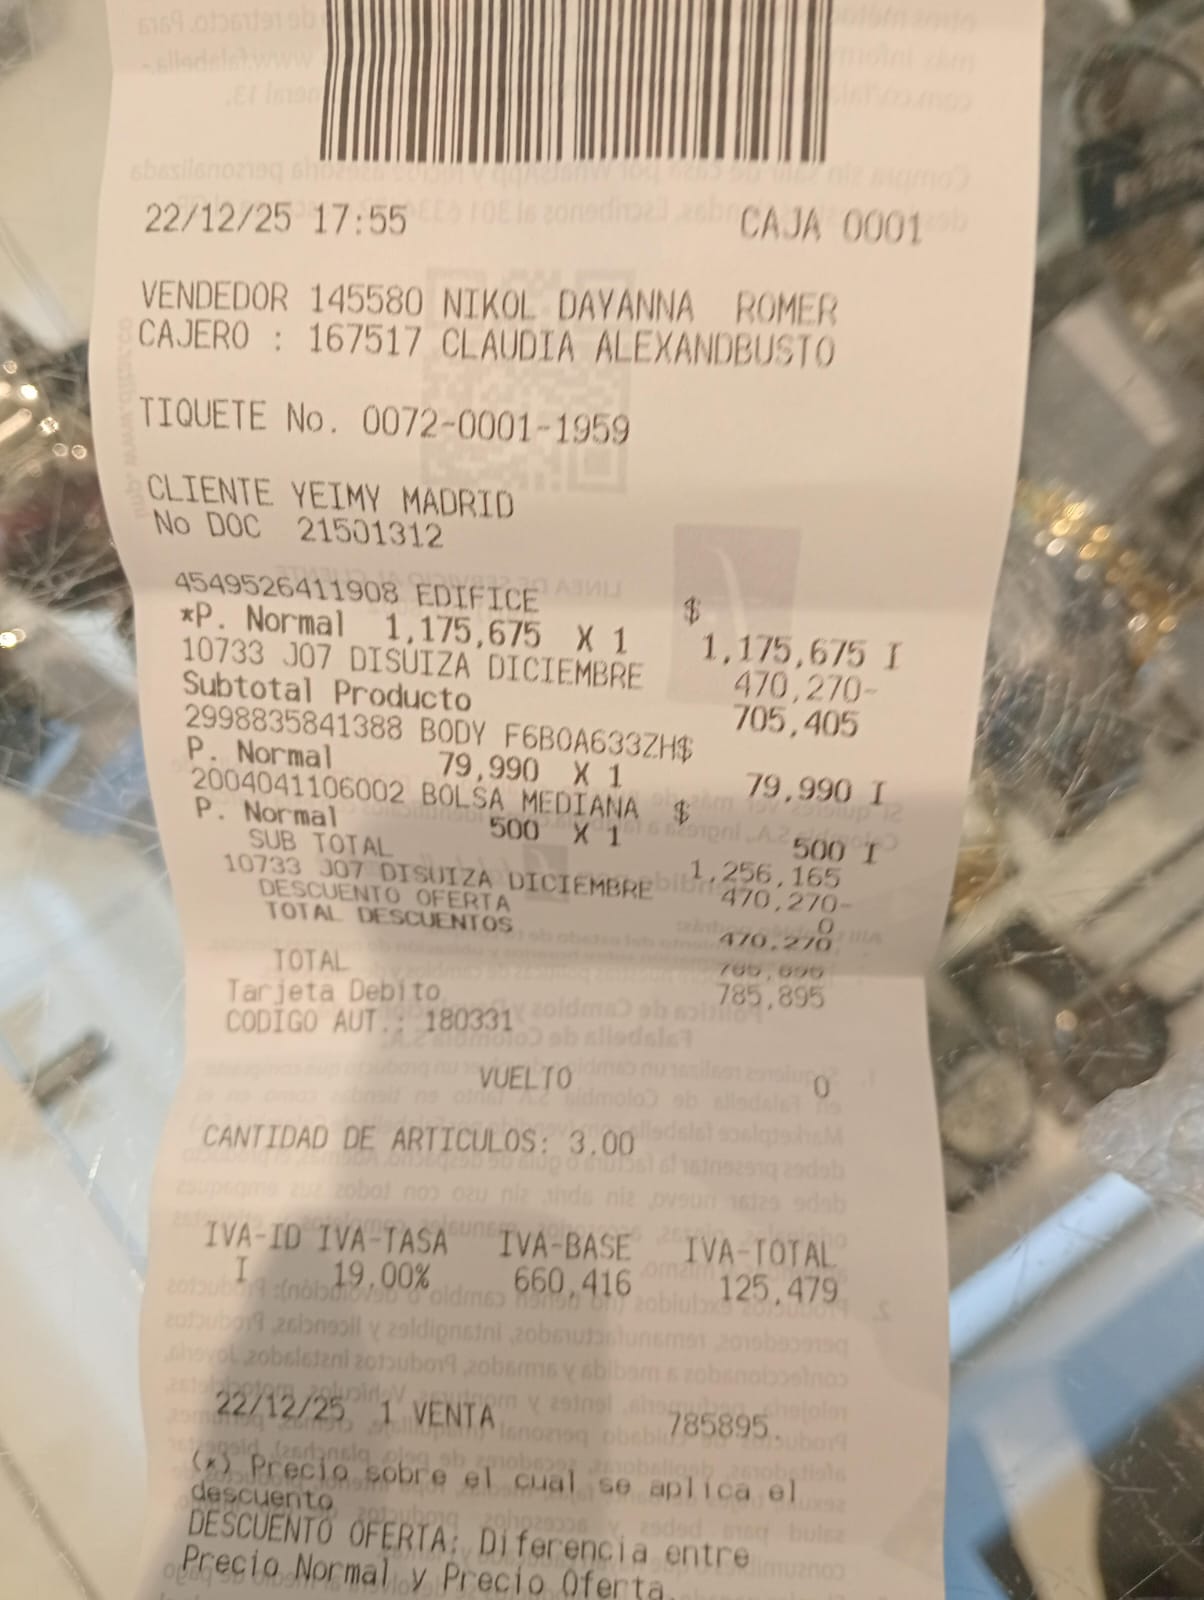 22/12/25 17:55 CAJA 0001
VENDEDOR 145580 NIKOL DAYANNA ROMER
CAJERO : 167517 CLAUDIA ALEXANDBUSTO
TIQUETE No. 0072-0001-1959
CLIENTE YEIMY MADRID
No DOC 21501312
4549526411908 EDIFICE $
*P. Normal 1,175,675 X 1 1,175,675 I
10733 J07 DISUIZA DICIEMBRE 470,270-
Subtotal Producto 705,405
2998835841388 BODY F6B0A633ZH$
P. Normal 79,990 X 1 79,990 I
2004041106002 BOLSA MEDIANA $
P. Normal 500 X 1 500 I
SUB TOTAL 1,256,165
10733 J07 DISUIZA DICIEMBRE 470,270-
DESCUENTO OFERTA 0
TOTAL DESCUENTOS 470,270
TOTAL 785,895
Tarjeta Debito 785,895
CODIGO AUT.: 180331
VUELTO 0
CANTIDAD DE ARTICULOS: 3.00
IVA-ID IVA-TASA IVA-BASE IVA-TOTAL
I 19.00% 660,416 125,479
22/12/25 1 VENTA 785895.
(*) Precio sobre el cual se aplica el
descuento
DESCUENTO OFERTA: Diferencia entre
Precio Normal y Precio Oferta.